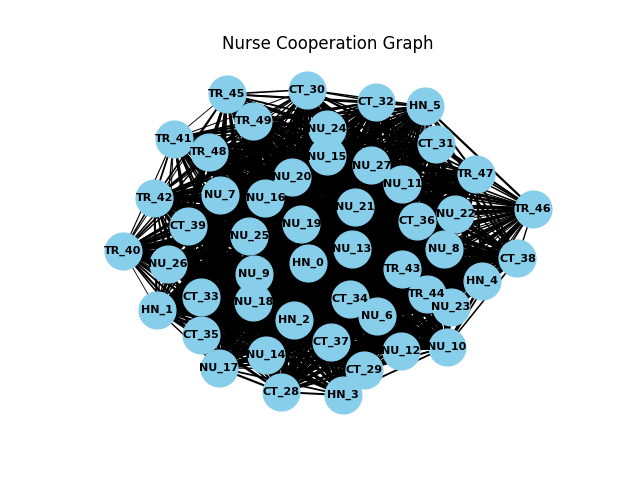 Nurse Cooperation Graph
CT_30
TR_45
CT_32
HN_5
TR_49
NU_24
TR_41
CT_31
TR_48
NU_15
NU_27
TR_47
NU_20
NU_11
NU_7
TR_42
NU_16
NU_21
TR_46
NU_22
CT_36
NU_19
CT_39
NU_25
NU_8
NU_13
TR_40
CT_38
NU_26
HN_0
TR_43
NU_9
HN_4
TR_44
CT_33
CT_34
NU_18
NU_23
HN_1
NU_6
HN_2
CT_35
CT_37
NU_10
NU_12
NU_14
NU_17
CT_29
CT_28
HN_3